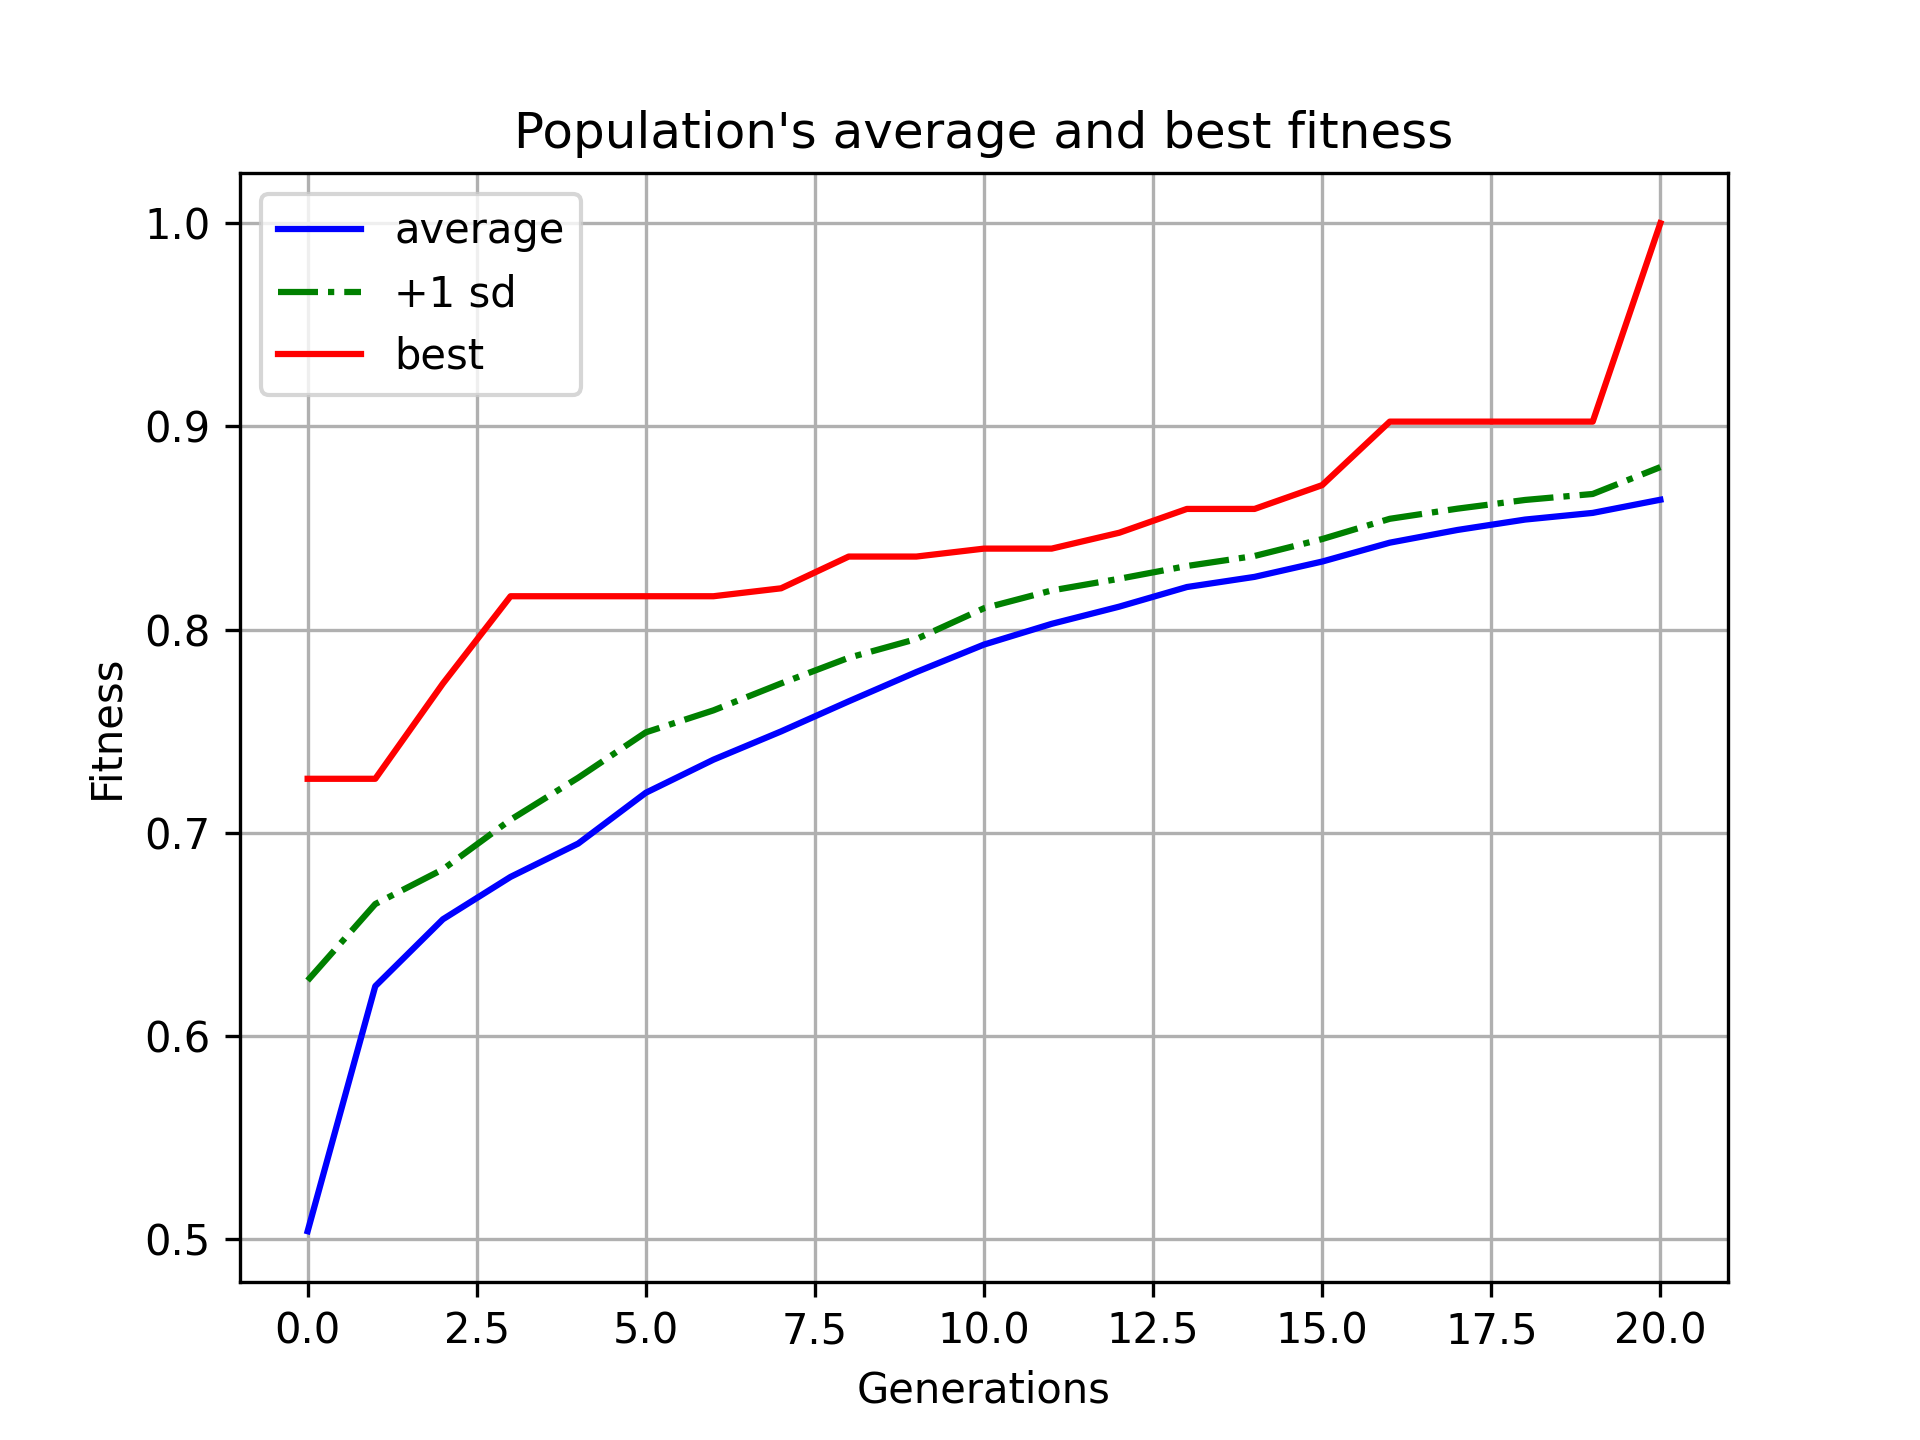 Population's average and best fitness
average
+1 sd
best
1.0
0.9
0.8
0.7
0.6
0.5
Fitness
0.0 2.5 5.0 7.5 10.0 12.5 15.0 17.5 20.0
Generations